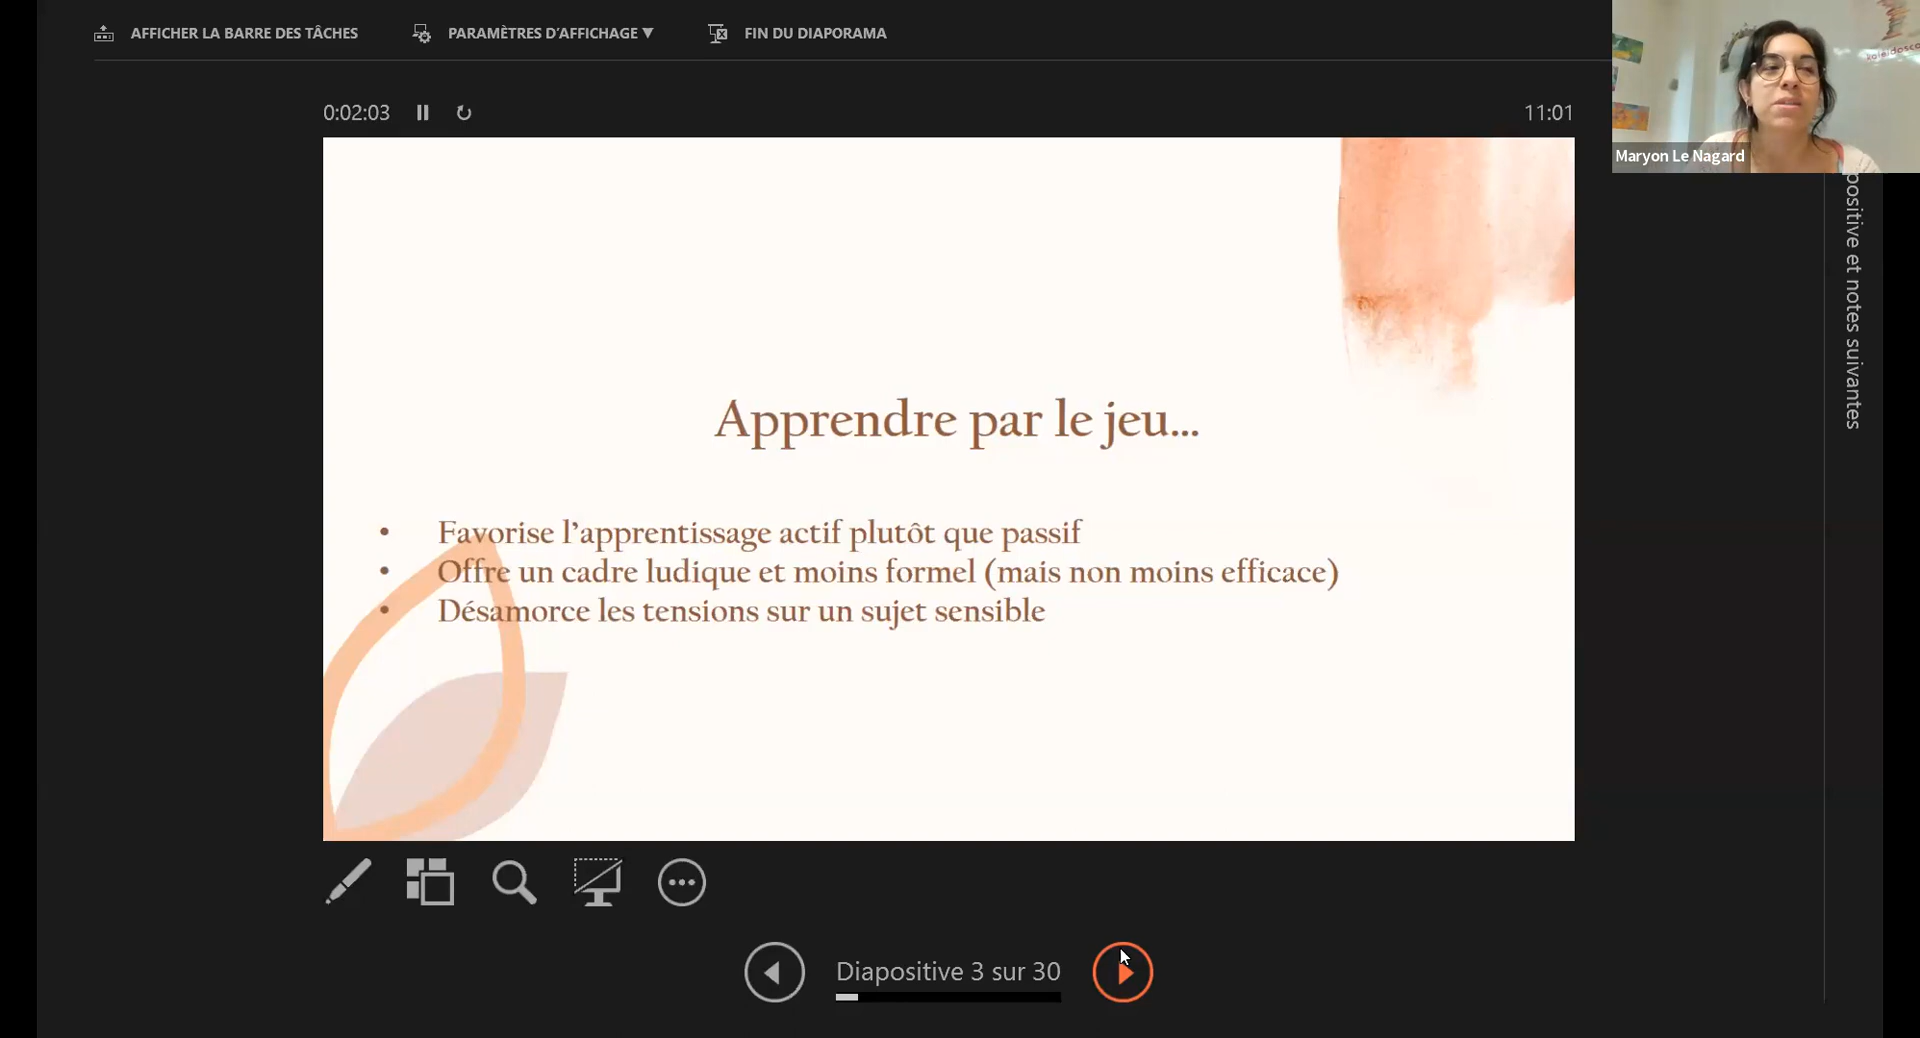 AFFICHER LA BARRE DES TÂCHES
PARAMÈTRES D'AFFICHAGE ▼
FIN DU DIAPORAMA
0:02:03
11:01
Maryon Le Nagard
positive et notes suivantes
Apprendre par le jeu...
• Favorise l’apprentissage actif plutôt que passif
• Offre un cadre ludique et moins formel (mais non moins efficace)
• Désamorce les tensions sur un sujet sensible
Diapositive 3 sur 30